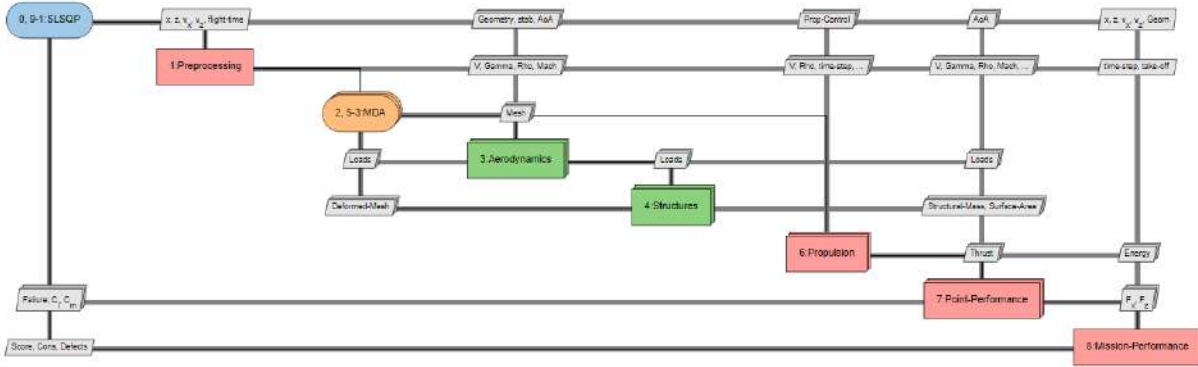 0, 9-1:SLSQP
x, z, v_x, v_z, flight-time
Geometry, stab, AoA
Prop-Control
AoA
x, z, v_x, v_z, Geom
1:Preprocessing
V, Gamma, Rho, Mach
V, Rho, time-step, ...
V, Gamma, Rho, Mach, ...
time-step, take-off
2, 5-3:MDA
Mesh
Loads
3:Aerodynamics
Loads
Loads
Deformed-Mesh
4:Structures
Structural-Mass, Surface-Area
6:Propulsion
Thrust
Energy
Failure, C_l, C_m
7:Point-Performance
F_x, F_z
Score, Cons, Defects
8:Mission-Performance